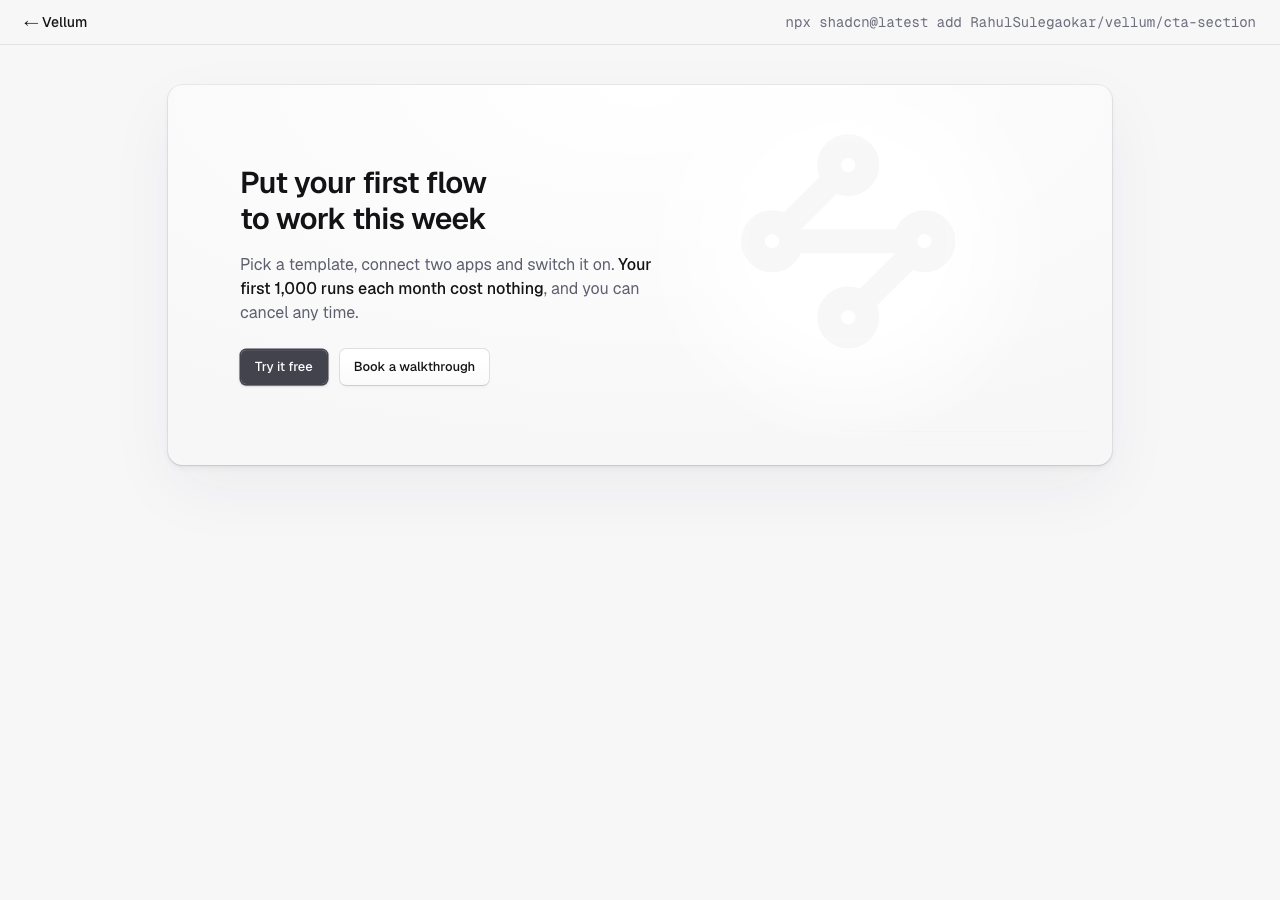 ← Vellum
npx shadcn@latest add RahulSulegaokar/vellum/cta-section
Put your first flow
to work this week
Pick a template, connect two apps and switch it on. Your
first 1,000 runs each month cost nothing, and you can
cancel any time.
Try it free
Book a walkthrough